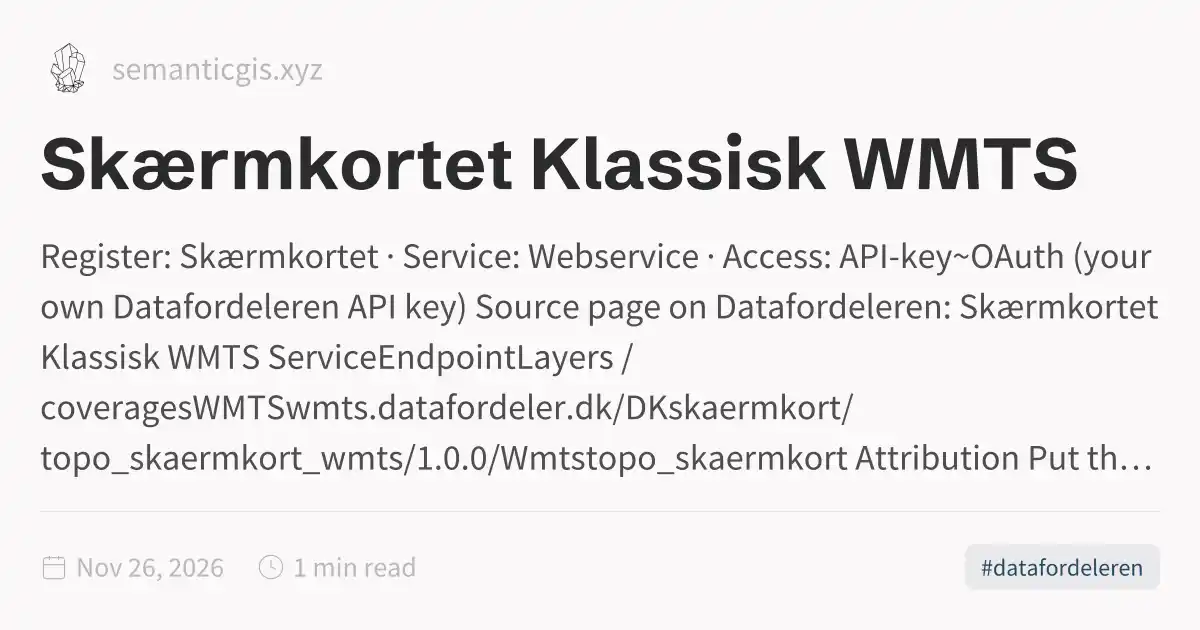 semanticgis.xyz
Skærmkortet Klassisk WMTS
Register: Skærmkortet · Service: Webservice · Access: API-key~OAuth (your
own Datafordeleren API key) Source page on Datafordeleren: Skærmkortet
Klassisk WMTS ServiceEndpointLayers /
coveragesWMTSwmts.datafordeler.dk/DKskaermkort/
topo_skaermkort_wmts/1.0.0/Wmtstopo_skaermkort Attribution Put th…
Nov 26, 2026
1 min read
#datafordeleren